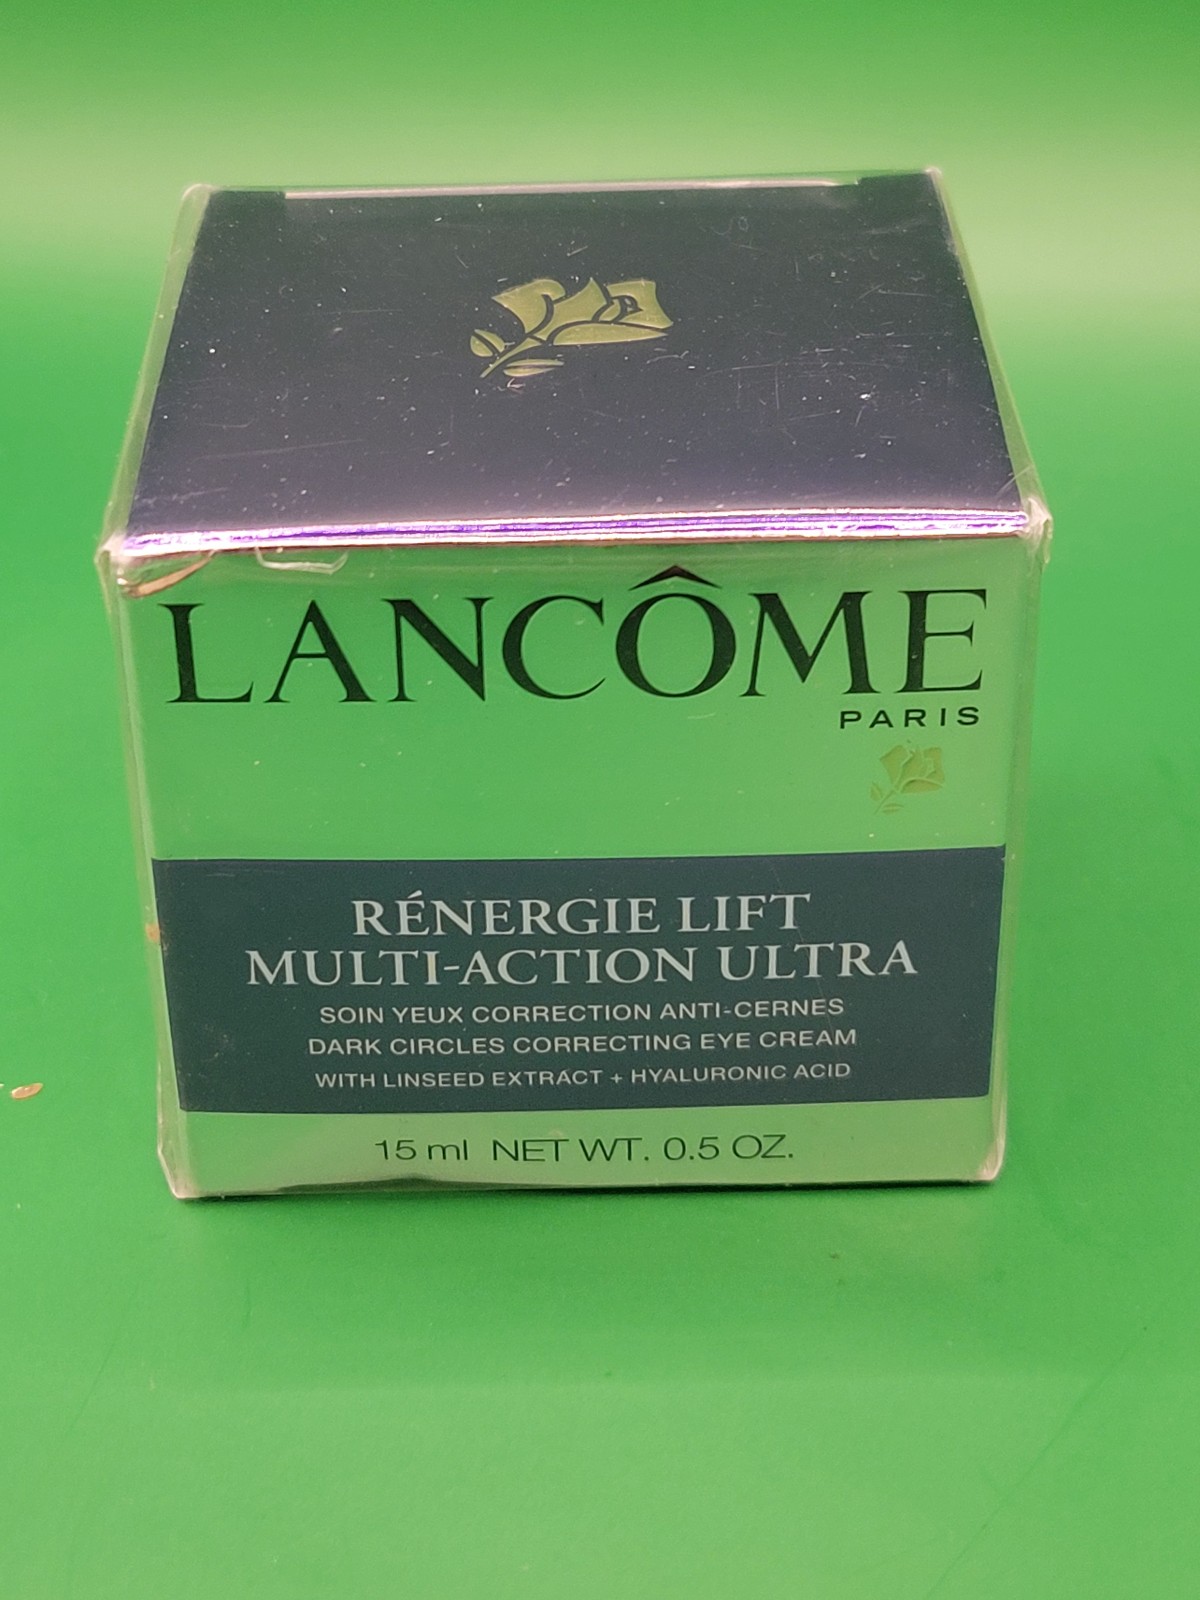 LANCÔME
PARIS
RÉNERGIE LIFT
MULTI-ACTION ULTRA
SOIN YEUX CORRECTION ANTI-CERNES
DARK CIRCLES CORRECTING EYE CREAM
WITH LINSEED EXTRACT + HYALURONIC ACID
15 ml NET WT. 0.5 OZ.